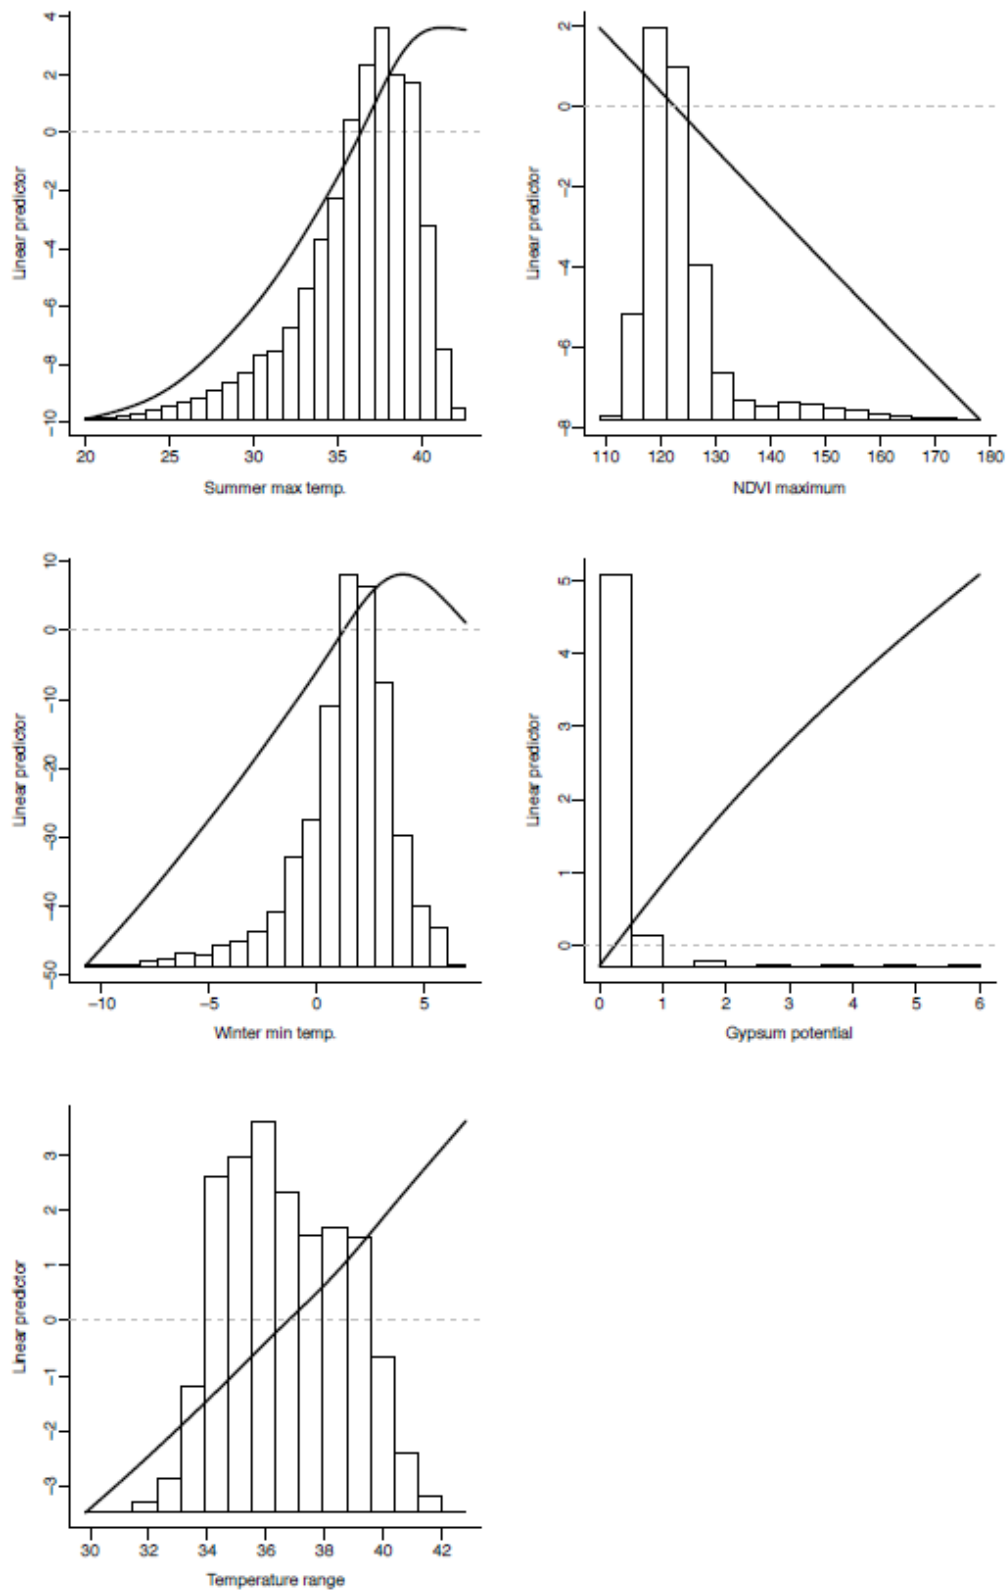 4
2
0
−2
−4
−6
−8
−10
Linear predictor
20 25 30 35 40
Summer max temp.
2
0
−2
−4
−6
−8
Linear predictor
110 120 130 140 150 160 170 180
NDVI maximum
10
0
−10
−20
−30
−40
−50
Linear predictor
−10 −5 0 5
Winter min temp.
5
4
3
2
1
0
Linear predictor
0 1 2 3 4 5 6
Gypsum potential
3
2
1
0
−1
−2
−3
Linear predictor
30 32 34 36 38 40 42
Temperature range